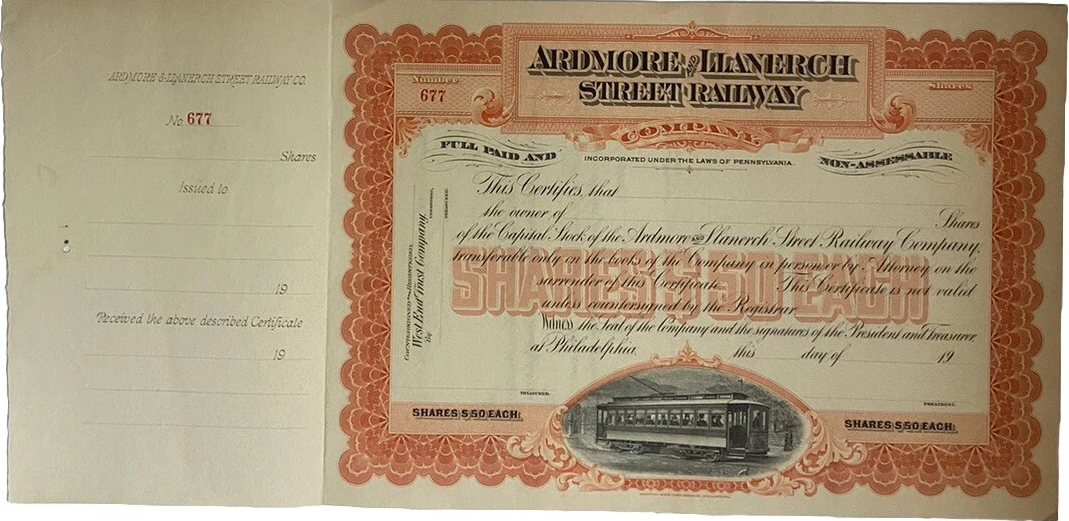 ARDMORE & LLANERCH STREET RAILWAY CO.
No. 677
Shares
Issued to
19
Received the above described Certificate
19
Number
677
ARDMORE AND LLANERCH
STREET RAILWAY
COMPANY
Shares
FULL PAID AND
INCORPORATED UNDER THE LAWS OF PENNSYLVANIA.
NON-ASSESSABLE
This Certifies, that
the owner of Shares
of the Capital Stock of the Ardmore and Llanerch Street Railway Company,
transferable only on the books of the Company in person or by Attorney on the
surrender of this Certificate. This Certificate is not valid
unless countersigned by the Registrar.
Witness the Seal of the Company and the signatures of the President and Treasurer,
at Philadelphia, this day of 19
SHARES $50 EACH
COUNTERSIGNED AND REGISTERED,
West End Trust Company,
By
TREASURER.
PRESIDENT.
SHARES $50 EACH.
SHARES $50 EACH.